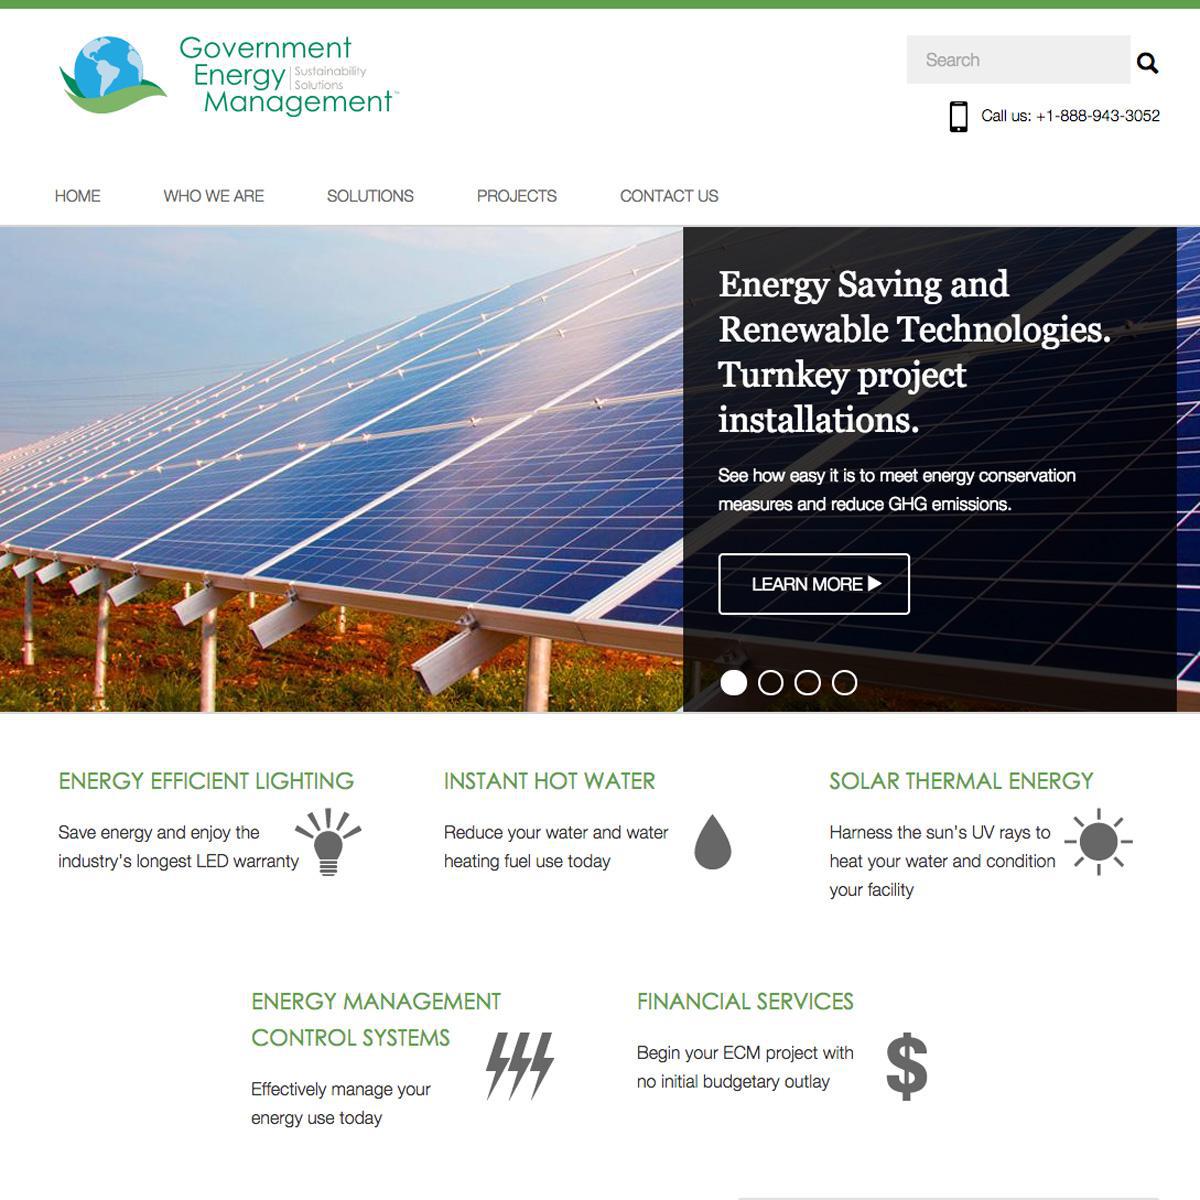 Government
Energy
Sustainability
Solutions
Management™
Search
Call us: +1-888-943-3052
HOME
WHO WE ARE
SOLUTIONS
PROJECTS
CONTACT US
Energy Saving and
Renewable Technologies.
Turnkey project
installations.
See how easy it is to meet energy conservation
measures and reduce GHG emissions.
LEARN MORE
ENERGY EFFICIENT LIGHTING
Save energy and enjoy the
industry's longest LED warranty
INSTANT HOT WATER
Reduce your water and water
heating fuel use today
SOLAR THERMAL ENERGY
Harness the sun's UV rays to
heat your water and condition
your facility
ENERGY MANAGEMENT
CONTROL SYSTEMS
Effectively manage your
energy use today
FINANCIAL SERVICES
Begin your ECM project with
no initial budgetary outlay
$